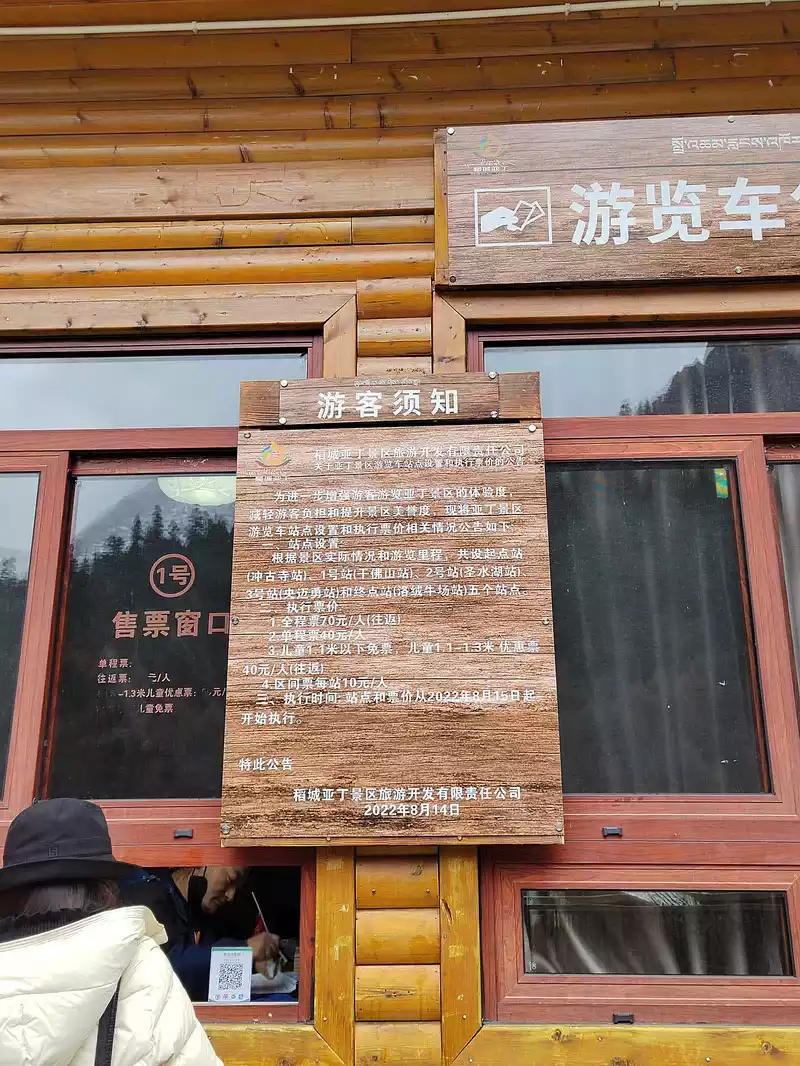 稻城亚丁
游览车
游客须知
稻城亚丁景区旅游开发有限责任公司
关于亚丁景区游览车站点设置和执行票价的公告
为进一步增强游客游览亚丁景区的体验度，
减轻游客负担和提升景区美誉度，现将亚丁景区
游览车站点设置和执行票价相关情况公告如下：
站点设置
根据景区实际情况和游览里程，共设起点站
(冲古寺站)、1号站(千佛山站)、2号站(圣水湖站)、
3号站(央迈勇站)和终点站(洛绒牛场站)五个站点。
二、执行票价
1.全程票70元/人(往返)
2.单程票40元/人
3.儿童1.1米以下免票，儿童1.1-1.3米 优惠票
40元/人(往返)
4.区间票每站10元/人
三、执行时间: 站点和票价从2022年8月15日起
开始执行。
特此公告
稻城亚丁景区旅游开发有限责任公司
2022年8月14日
1号
售票窗口
单程票:
往返票: 元/人
-1.3米儿童优惠票: 元/
儿童免票